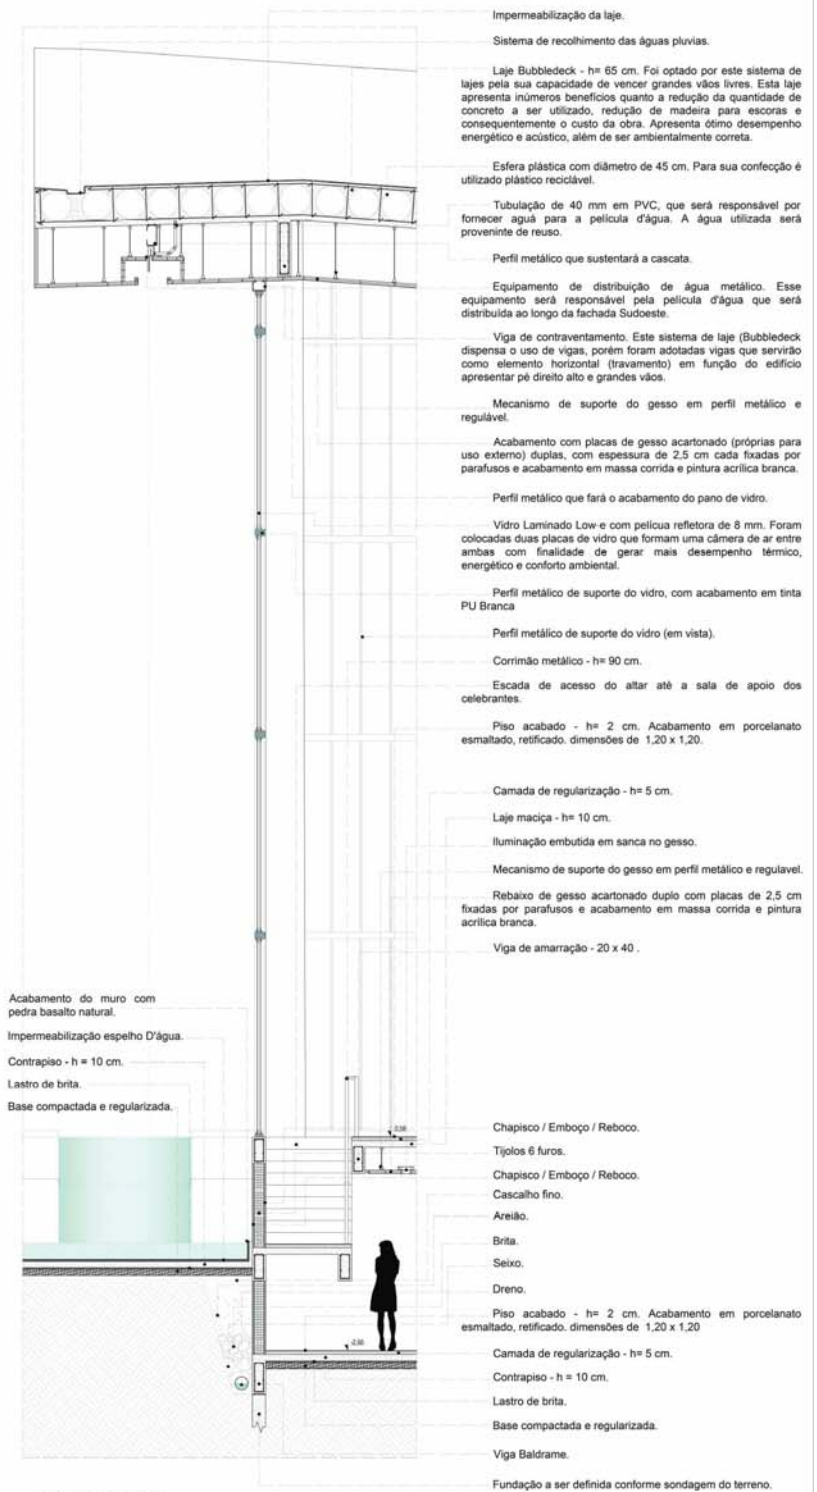 Impermeabilização da laje.
Sistema de recolhimento das águas pluvias.
Laje Bubbledeck - h= 65 cm. Foi optado por este sistema de
lajes pela sua capacidade de vencer grandes vãos livres. Esta laje
apresenta inúmeros benefícios quanto a redução da quantidade de
concreto a ser utilizado, redução de madeira para escoras e
consequentemente o custo da obra. Apresenta ótimo desempenho
energético e acústico, além de ser ambientalmente correta.
Esfera plástica com diâmetro de 45 cm. Para sua confecção é
utilizado plástico reciclável.
Tubulação de 40 mm em PVC, que será responsável por
fornecer aguá para a película d'água. A água utilizada será
proveninte de reuso.
Perfil metálico que sustentará a cascata.
Equipamento de distribuição de água metálico. Esse
equipamento será responsável pela película d'água que será
distribuída ao longo da fachada Sudoeste.
Viga de contraventamento. Este sistema de laje (Bubbledeck
dispensa o uso de vigas, porém foram adotadas vigas que servirão
como elemento horizontal (travamento) em função do edifício
apresentar pé direito alto e grandes vãos.
Mecanismo de suporte do gesso em perfil metálico e
regulável.
Acabamento com placas de gesso acartonado (próprias para
uso externo) duplas, com espessura de 2,5 cm cada fixadas por
parafusos e acabamento em massa corrida e pintura acrílica branca.
Perfil metálico que fará o acabamento do pano de vidro.
Vidro Laminado Low-e com pelícua refletora de 8 mm. Foram
colocadas duas placas de vidro que formam uma câmera de ar entre
ambas com finalidade de gerar mais desempenho térmico,
energético e conforto ambiental.
Perfil metálico de suporte do vidro, com acabamento em tinta
PU Branca
Perfil metálico de suporte do vidro (em vista).
Corrimão metálico - h= 90 cm.
Escada de acesso do altar até a sala de apoio dos
celebrantes.
Piso acabado - h= 2 cm. Acabamento em porcelanato
esmaltado, retificado. dimensões de 1,20 x 1,20.
Camada de regularização - h= 5 cm.
Laje maciça - h= 10 cm.
Iluminação embutida em sanca no gesso.
Mecanismo de suporte do gesso em perfil metálico e regulavel.
Rebaixo de gesso acartonado duplo com placas de 2,5 cm
fixadas por parafusos e acabamento em massa corrida e pintura
acrílica branca.
Viga de amarração - 20 x 40 .
Acabamento do muro com
pedra basalto natural.
Impermeabilização espelho D'água.
Contrapiso - h = 10 cm.
Lastro de brita.
Base compactada e regularizada.
Chapisco / Emboço / Reboco.
Tijolos 6 furos.
Chapisco / Emboço / Reboco.
Cascalho fino.
Areião.
Brita.
Seixo.
Dreno.
Piso acabado - h= 2 cm. Acabamento em porcelanato
esmaltado, retificado. dimensões de 1,20 x 1,20
Camada de regularização - h= 5 cm.
Contrapiso - h = 10 cm.
Lastro de brita.
Base compactada e regularizada.
Viga Baldrame.
Fundação a ser definida conforme sondagem do terreno.